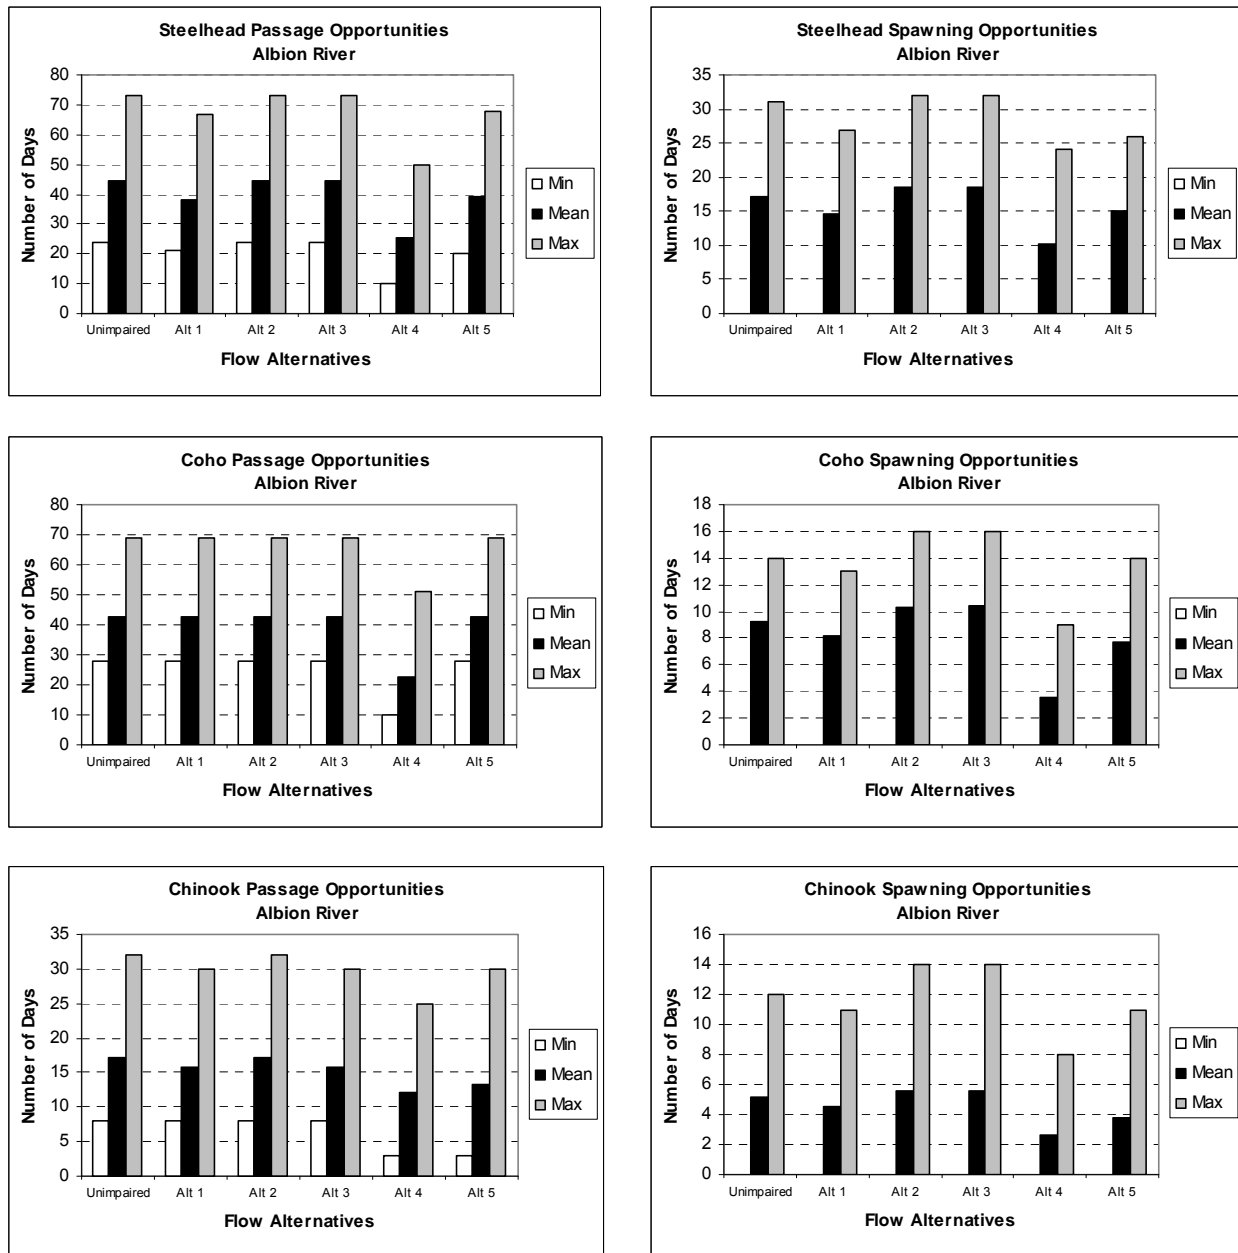 Steelhead Passage Opportunities
Albion River
Number of Days
80
70
60
50
40
30
20
10
0
Unimpaired Alt 1 Alt 2 Alt 3 Alt 4 Alt 5
Flow Alternatives
Min
Mean
Max
Steelhead Spawning Opportunities
Albion River
Number of Days
35
30
25
20
15
10
5
0
Unimpaired Alt 1 Alt 2 Alt 3 Alt 4 Alt 5
Flow Alternatives
Min
Mean
Max
Coho Passage Opportunities
Albion River
Number of Days
80
70
60
50
40
30
20
10
0
Unimpaired Alt 1 Alt 2 Alt 3 Alt 4 Alt 5
Flow Alternatives
Min
Mean
Max
Coho Spawning Opportunities
Albion River
Number of Days
18
16
14
12
10
8
6
4
2
0
Unimpaired Alt 1 Alt 2 Alt 3 Alt 4 Alt 5
Flow Alternatives
Min
Mean
Max
Chinook Passage Opportunities
Albion River
Number of Days
35
30
25
20
15
10
5
0
Unimpaired Alt 1 Alt 2 Alt 3 Alt 4 Alt 5
Flow Alternatives
Min
Mean
Max
Chinook Spawning Opportunities
Albion River
Number of Days
16
14
12
10
8
6
4
2
0
Unimpaired Alt 1 Alt 2 Alt 3 Alt 4 Alt 5
Flow Alternatives
Min
Mean
Max